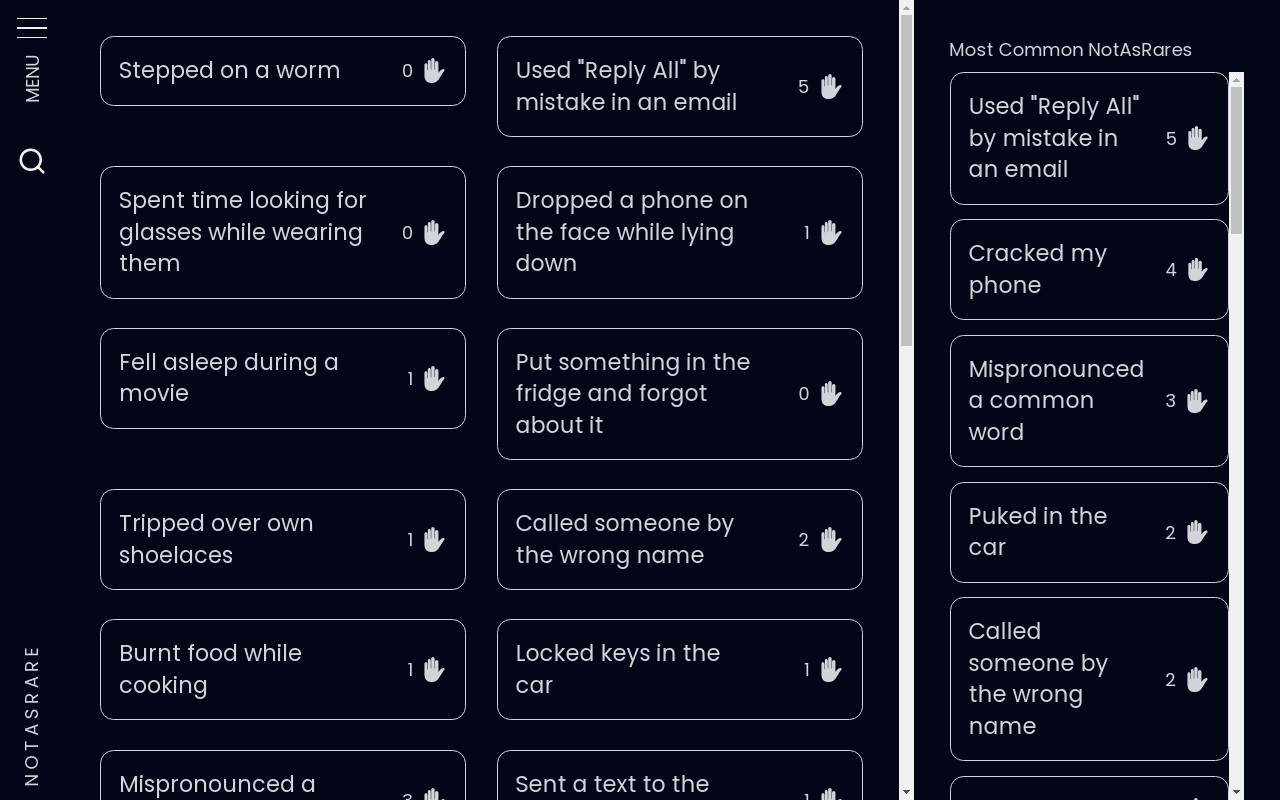 MENU
NOTASRARE
Stepped on a worm
0
Used "Reply All" by
mistake in an email
5
Spent time looking for
glasses while wearing
them
0
Dropped a phone on
the face while lying
down
1
Fell asleep during a
movie
1
Put something in the
fridge and forgot
about it
0
Tripped over own
shoelaces
1
Called someone by
the wrong name
2
Burnt food while
cooking
1
Locked keys in the
car
1
Mispronounced a
3
Sent a text to the
1
Most Common NotAsRares
Used "Reply All"
by mistake in
an email
5
Cracked my
phone
4
Mispronounced
a common
word
3
Puked in the
car
2
Called
someone by
the wrong
name
2